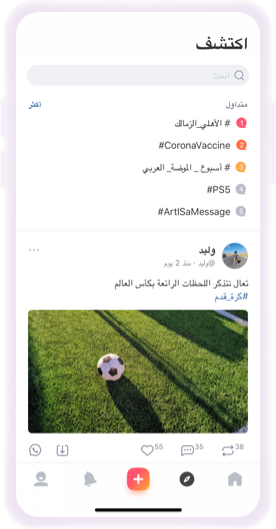 اكتشف
ابحث
متداول
اكثر
# الأهلي_الزمالك
1
#CoronaVaccine
2
# أسبوع _ الموضة_ العربي
3
#PS5
4
#ArtISaMessage
5
وليد
@وليد · منذ 2 يوم
تعال نتذكر اللحظات الرائعة بكأس العالم
#كرة_قدم
38
35
55